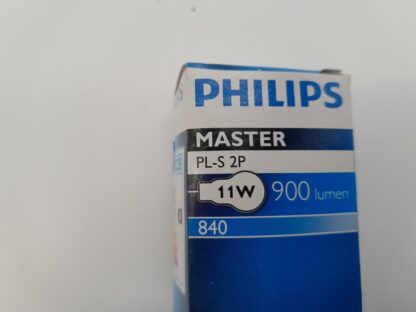 PHILIPS
MASTER
PL-S 2P
11W 900 lumen
840